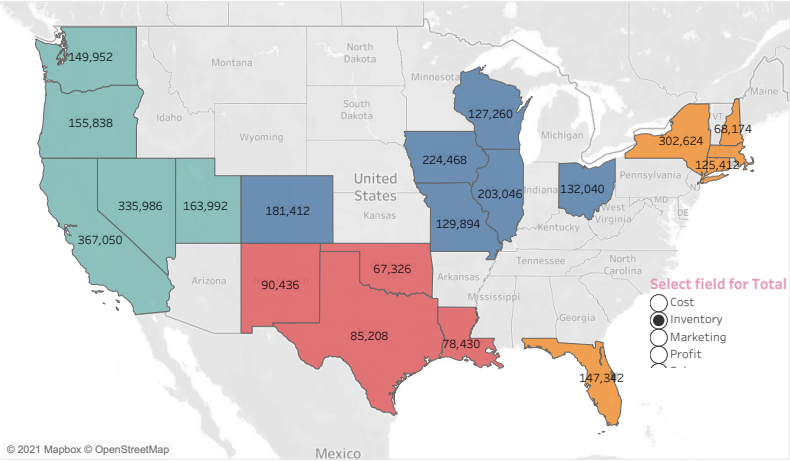 149,952
Montana
North
Dakota
Minnesota
Maine
155,838
Idaho
South
Dakota
Wyoming
127,260
Michigan
VT
68,174
302,624
125,412
224,468
United
States
Kansas
335,986
163,992
181,412
203,046
Indiana
132,040
Pennsylvania
NJ
MD
DE
West
Virginia
367,050
129,894
Kentucky
Arizona
90,436
67,326
Arkansas
Tennessee
North
Carolina
Mississippi
Georgia
85,208
78,430
147,342
Select field for Total
Cost
Inventory
Marketing
Profit
Mexico
© 2021 Mapbox © OpenStreetMap